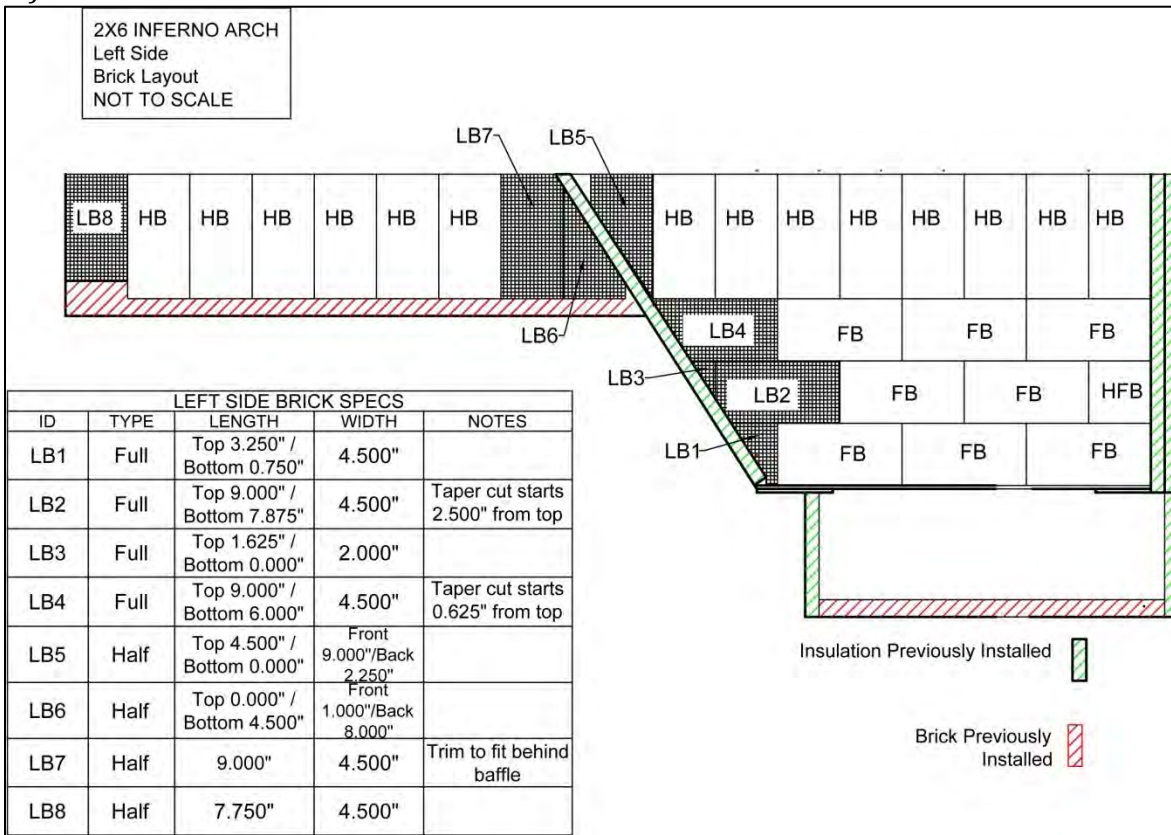 2X6 INFERNO ARCH
Left Side
Brick Layout
NOT TO SCALE
LB7
LB5
LB8 HB HB HB HB HB HB
HB HB HB HB HB HB HB HB
LB6
LB4 FB FB FB
LB3
LB2 FB FB HFB
LB1
FB FB FB
LEFT SIDE BRICK SPECS
ID TYPE LENGTH WIDTH NOTES
LB1 Full Top 3.250" / Bottom 0.750" 4.500"
LB2 Full Top 9.000" / Bottom 7.875" 4.500" Taper cut starts 2.500" from top
LB3 Full Top 1.625" / Bottom 0.000" 2.000"
LB4 Full Top 9.000" / Bottom 6.000" 4.500" Taper cut starts 0.625" from top
LB5 Half Top 4.500" / Bottom 0.000" Front 9.000"/Back 2.250"
LB6 Half Top 0.000" / Bottom 4.500" Front 1.000"/Back 8.000"
LB7 Half 9.000" 4.500" Trim to fit behind baffle
LB8 Half 7.750" 4.500"
Insulation Previously Installed
Brick Previously
Installed